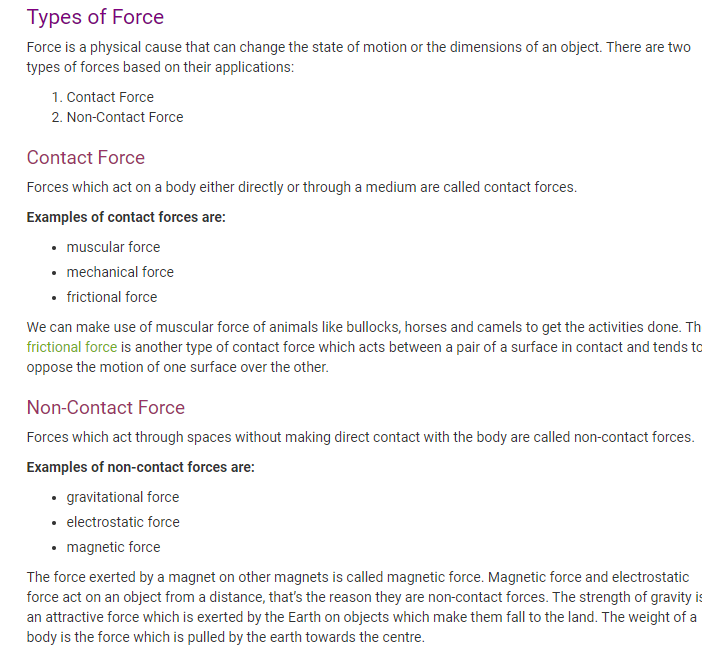 Types of Force
Force is a physical cause that can change the state of motion or the dimensions of an object. There are two
types of forces based on their applications:
1. Contact Force
2. Non-Contact Force
Contact Force
Forces which act on a body either directly or through a medium are called contact forces.
Examples of contact forces are:
• muscular force
• mechanical force
• frictional force
We can make use of muscular force of animals like bullocks, horses and camels to get the activities done. Th
frictional force is another type of contact force which acts between a pair of a surface in contact and tends to
oppose the motion of one surface over the other.
Non-Contact Force
Forces which act through spaces without making direct contact with the body are called non-contact forces.
Examples of non-contact forces are:
• gravitational force
• electrostatic force
• magnetic force
The force exerted by a magnet on other magnets is called magnetic force. Magnetic force and electrostatic
force act on an object from a distance, that's the reason they are non-contact forces. The strength of gravity is
an attractive force which is exerted by the Earth on objects which make them fall to the land. The weight of a
body is the force which is pulled by the earth towards the centre.